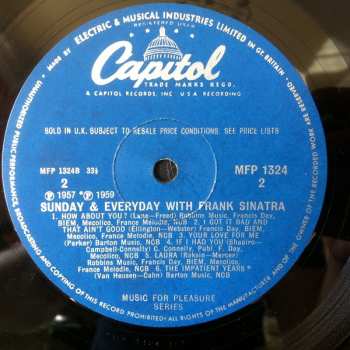 MADE BY ELECTRIC & MUSICAL INDUSTRIES LIMITED IN GT. BRITAIN •
ALL RIGHTS OF THE MANUFACTURER AND OF THE OWNER OF THE RECORDED WORK ARE RESERVED
UNAUTHORIZED PUBLIC PERFORMANCE, BROADCASTING AND COPYING OF THIS RECORD PROHIBITED
REGISTERED USER
Capitol
TRADE MARKS REGD.
A CAPITOL RECORDS, INC. U.S.A. RECORDING
SOLD IN U.K. SUBJECT TO RESALE PRICE CONDITIONS, SEE PRICE LISTS
MFP 1324B 33⅓
MFP 1324
2
2
℗ 1957 * ℗ 1959
SUNDAY & EVERYDAY WITH FRANK SINATRA
1. HOW ABOUT YOU? (Lane—Freed) Robbins Music, Francis Day,
BIEM, Mecolico, France Melodie, NCB 2. I GOT IT BAD AND
THAT AIN'T GOOD (Ellington—Webster) Francis Day, BIEM,
Mecolico, France Melodie, NCB 3. YOUR LOVE FOR ME
(Parker) Barton Music, NCB 4. IF I HAD YOU (Shapiro—
Campbell-Connelly) C. Connelly, Publ. F. Day,
Mecolico, NCB 5. LAURA (Raksin—Mercer)
Robbins Music, Francis Day, BIEM, Mecolico,
France Melodie, NCB 6. THE IMPATIENT YEARS *
(Van Heusen—Cahn) Barton Music, NCB
MUSIC FOR PLEASURE
SERIES